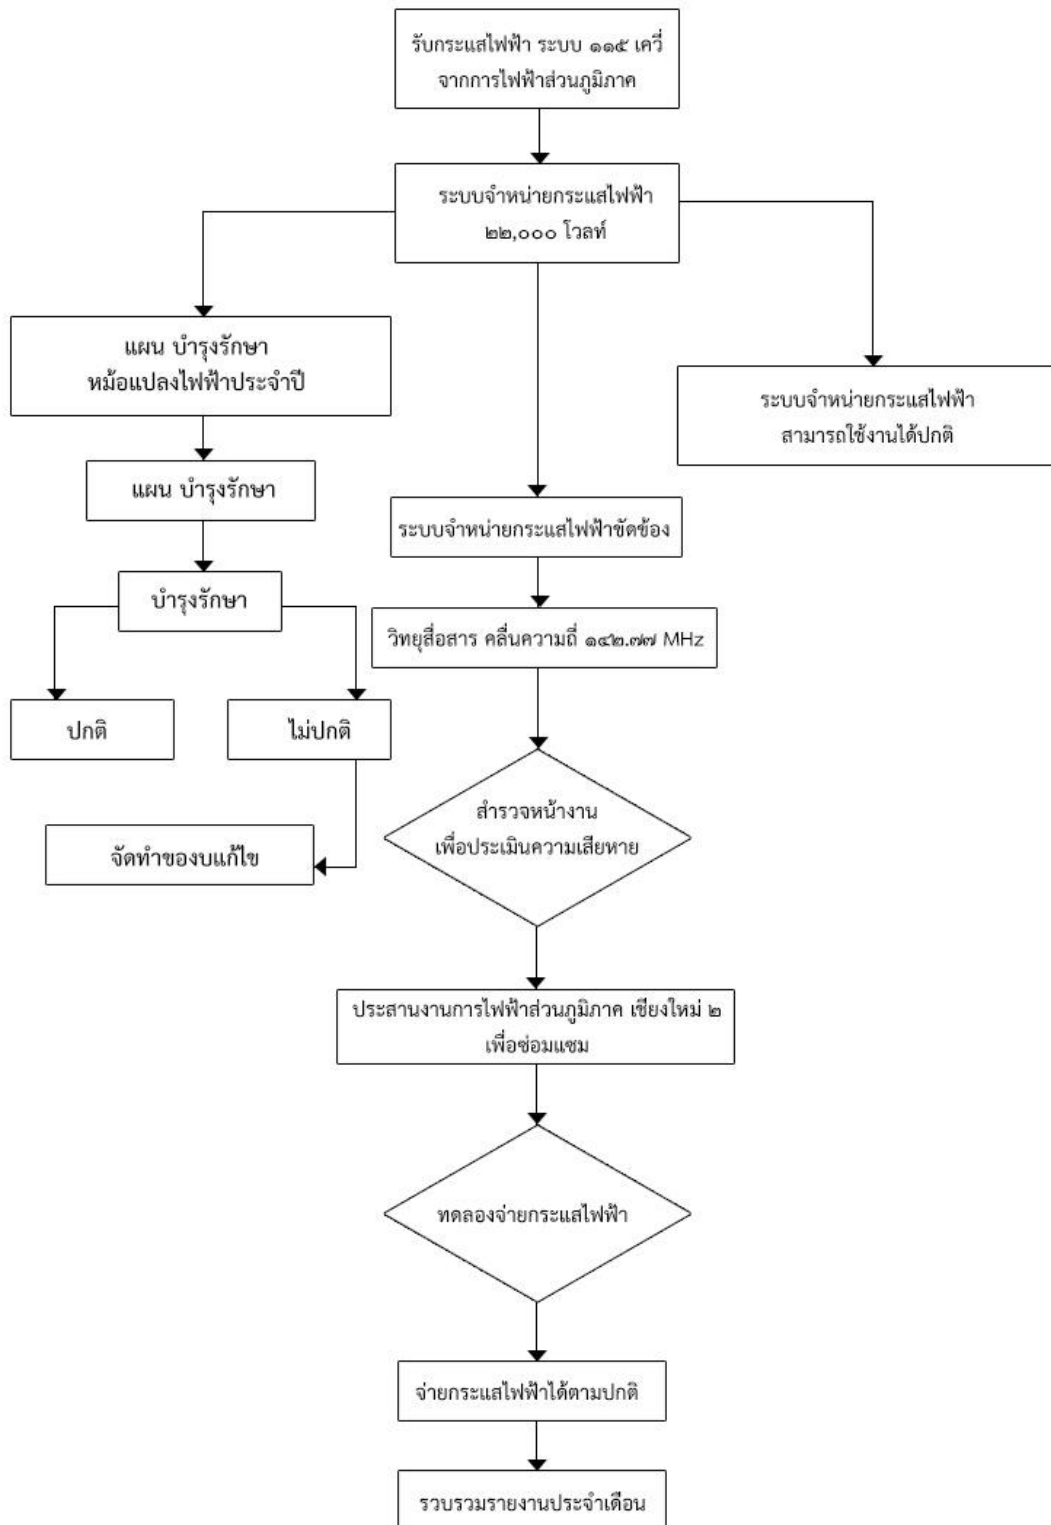 รับกระแสไฟฟ้า ระบบ ๑๑๕ เควี่
จากการไฟฟ้าส่วนภูมิภาค
ระบบจำหน่ายกระแสไฟฟ้า
๒๒,๐๐๐ โวลท์
แผน บำรุงรักษา
หม้อแปลงไฟฟ้าประจำปี
ระบบจำหน่ายกระแสไฟฟ้า
สามารถใช้งานได้ปกติ
แผน บำรุงรักษา
ระบบจำหน่ายกระแสไฟฟ้าขัดข้อง
บำรุงรักษา
วิทยุสื่อสาร คลื่นความถี่ ๑๔๒.๗๗ MHz
ปกติ
ไม่ปกติ
สำรวจหน้างาน
เพื่อประเมินความเสียหาย
จัดทำของบแก้ไข
ประสานงานการไฟฟ้าส่วนภูมิภาค เชียงใหม่ ๒
เพื่อซ่อมแซม
ทดลองจ่ายกระแสไฟฟ้า
จ่ายกระแสไฟฟ้าได้ตามปกติ
รวบรวมรายงานประจำเดือน